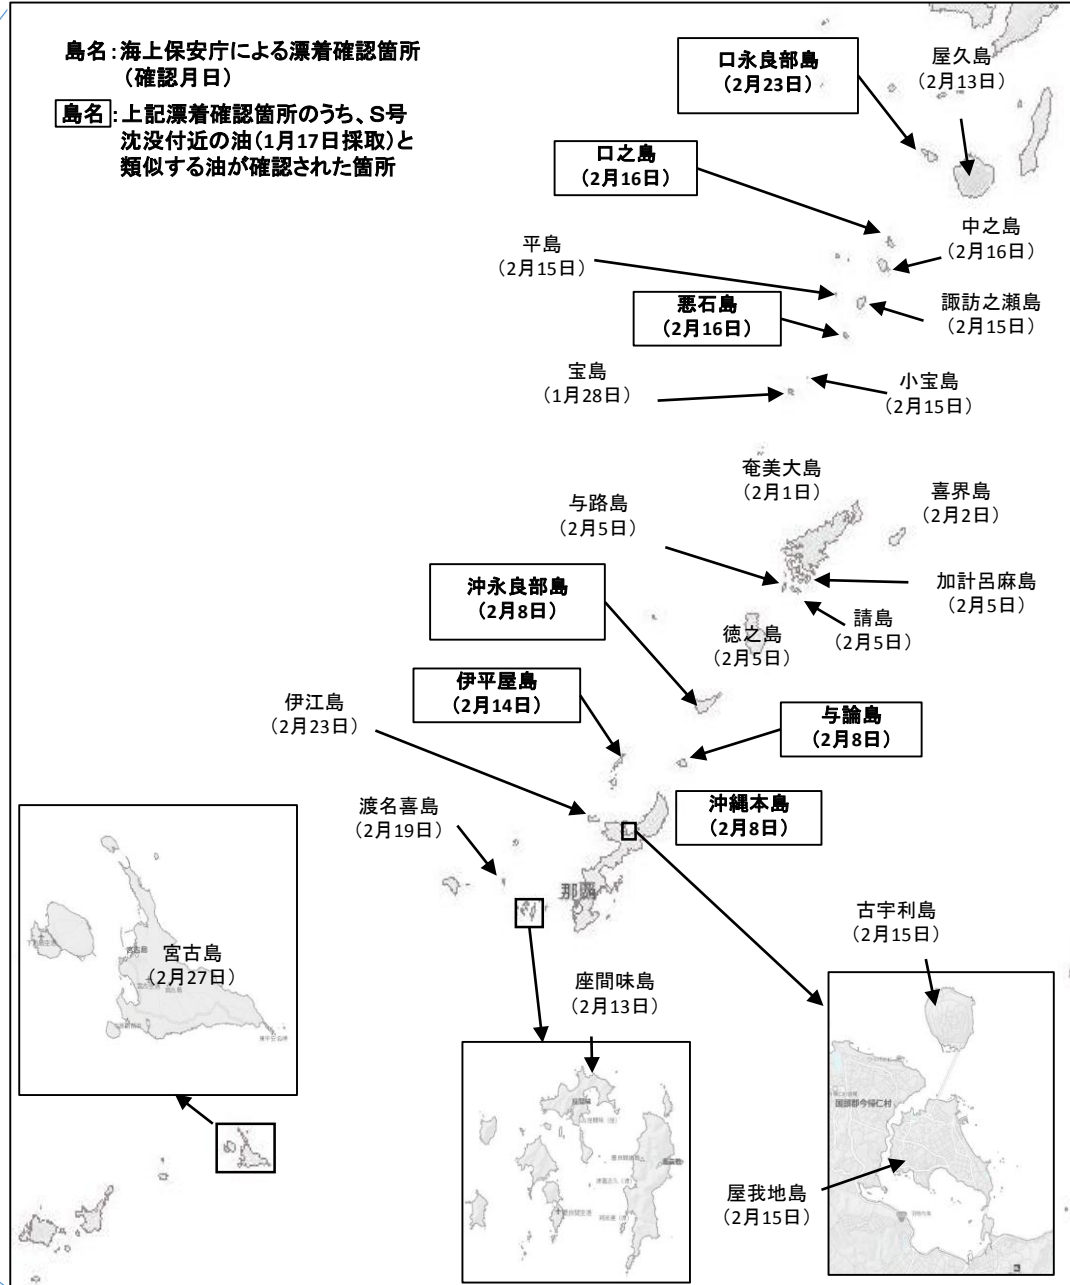 島名：海上保安庁による漂着確認箇所
（確認月日）
島名：上記漂着確認箇所のうち、S号
沈没付近の油(1月17日採取)と
類似する油が確認された箇所
口永良部島
（2月23日）
屋久島
（2月13日）
口之島
（2月16日）
中之島
（2月16日）
平島
（2月15日）
悪石島
（2月16日）
諏訪之瀬島
（2月15日）
宝島
（1月28日）
小宝島
（2月15日）
奄美大島
（2月1日）
喜界島
（2月2日）
与路島
（2月5日）
加計呂麻島
（2月5日）
請島
（2月5日）
徳之島
（2月5日）
沖永良部島
（2月8日）
伊平屋島
（2月14日）
伊江島
（2月23日）
与論島
（2月8日）
沖縄本島
（2月8日）
渡名喜島
（2月19日）
那覇
古宇利島
（2月15日）
宮古島
宮古島
（2月27日）
座間味島
（2月13日）
座間味
国頭郡今帰仁村
屋我地島
（2月15日）